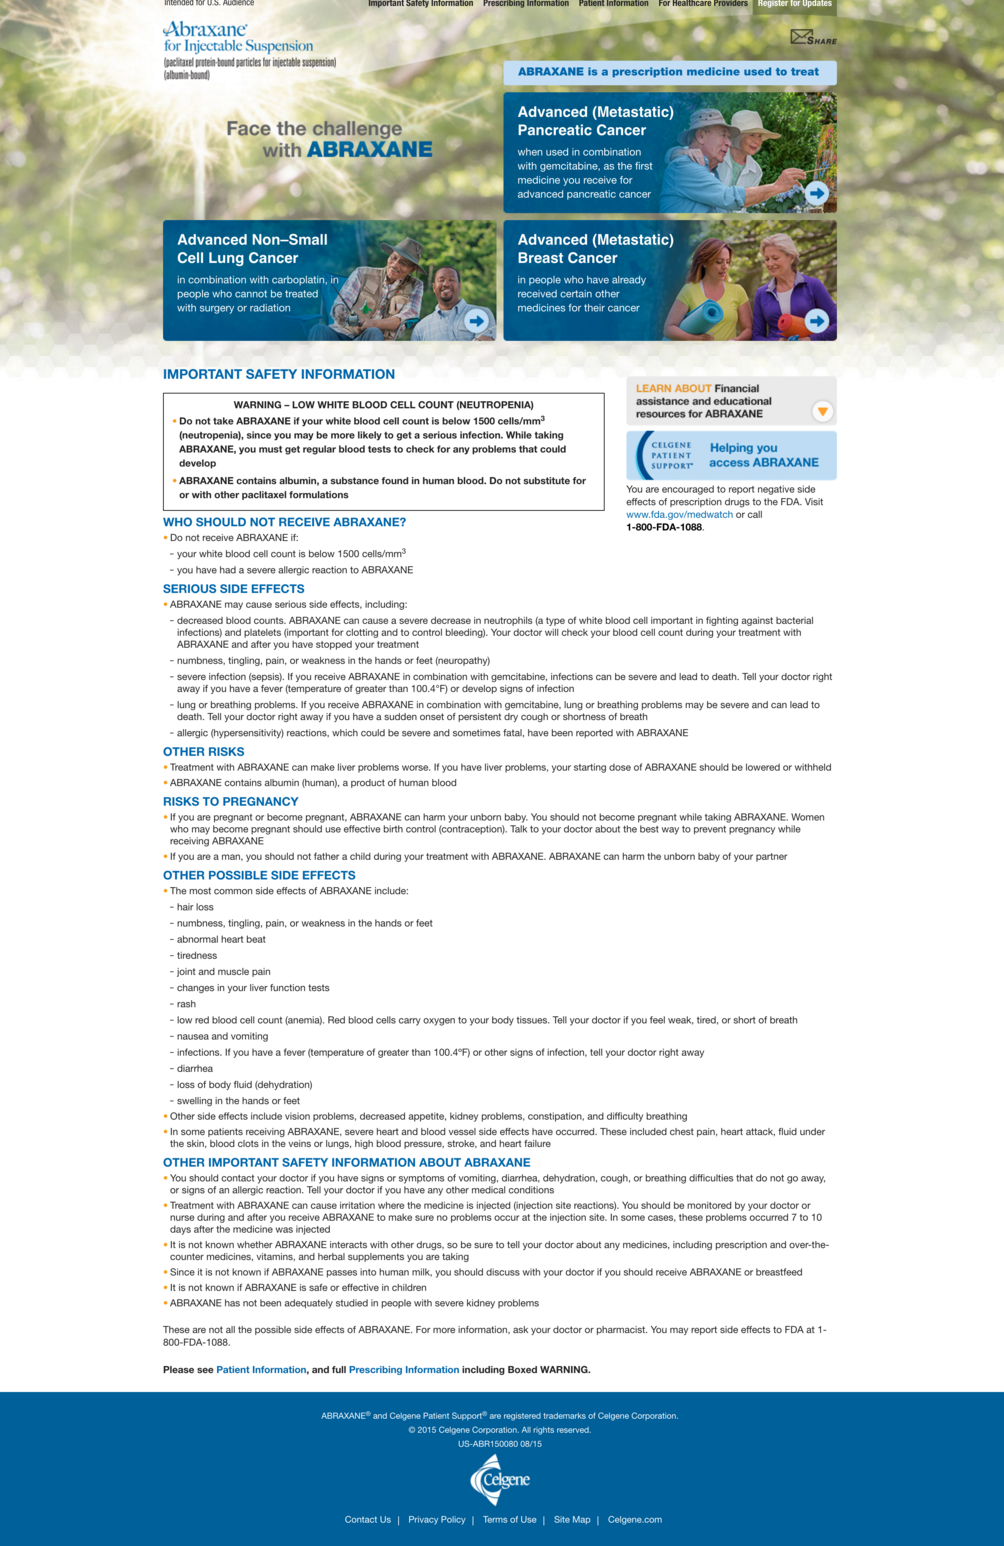 Intended for U.S. Audience
Important Safety Information Prescribing Information Patient Information For Healthcare Providers Register for Updates
Abraxane®
for Injectable Suspension
(paclitaxel protein-bound particles for injectable suspension)
(albumin-bound)
SHARE
ABRAXANE is a prescription medicine used to treat
Face the challenge
with ABRAXANE
Advanced (Metastatic)
Pancreatic Cancer
when used in combination
with gemcitabine, as the first
medicine you receive for
advanced pancreatic cancer
Advanced Non–Small
Cell Lung Cancer
in combination with carboplatin, in
people who cannot be treated
with surgery or radiation
Advanced (Metastatic)
Breast Cancer
in people who have already
received certain other
medicines for their cancer
IMPORTANT SAFETY INFORMATION
WARNING – LOW WHITE BLOOD CELL COUNT (NEUTROPENIA)
• Do not take ABRAXANE if your white blood cell count is below 1500 cells/mm³
(neutropenia), since you may be more likely to get a serious infection. While taking
ABRAXANE, you must get regular blood tests to check for any problems that could
develop
• ABRAXANE contains albumin, a substance found in human blood. Do not substitute for
or with other paclitaxel formulations
LEARN ABOUT Financial
assistance and educational
resources for ABRAXANE
CELGENE
PATIENT
SUPPORT®
Helping you
access ABRAXANE
You are encouraged to report negative side
effects of prescription drugs to the FDA. Visit
www.fda.gov/medwatch or call
1-800-FDA-1088.
WHO SHOULD NOT RECEIVE ABRAXANE?
• Do not receive ABRAXANE if:
- your white blood cell count is below 1500 cells/mm³
- you have had a severe allergic reaction to ABRAXANE
SERIOUS SIDE EFFECTS
• ABRAXANE may cause serious side effects, including:
- decreased blood counts. ABRAXANE can cause a severe decrease in neutrophils (a type of white blood cell important in fighting against bacterial
infections) and platelets (important for clotting and to control bleeding). Your doctor will check your blood cell count during your treatment with
ABRAXANE and after you have stopped your treatment
- numbness, tingling, pain, or weakness in the hands or feet (neuropathy)
- severe infection (sepsis). If you receive ABRAXANE in combination with gemcitabine, infections can be severe and lead to death. Tell your doctor right
away if you have a fever (temperature of greater than 100.4°F) or develop signs of infection
- lung or breathing problems. If you receive ABRAXANE in combination with gemcitabine, lung or breathing problems may be severe and can lead to
death. Tell your doctor right away if you have a sudden onset of persistent dry cough or shortness of breath
- allergic (hypersensitivity) reactions, which could be severe and sometimes fatal, have been reported with ABRAXANE
OTHER RISKS
• Treatment with ABRAXANE can make liver problems worse. If you have liver problems, your starting dose of ABRAXANE should be lowered or withheld
• ABRAXANE contains albumin (human), a product of human blood
RISKS TO PREGNANCY
• If you are pregnant or become pregnant, ABRAXANE can harm your unborn baby. You should not become pregnant while taking ABRAXANE. Women
who may become pregnant should use effective birth control (contraception). Talk to your doctor about the best way to prevent pregnancy while
receiving ABRAXANE
• If you are a man, you should not father a child during your treatment with ABRAXANE. ABRAXANE can harm the unborn baby of your partner
OTHER POSSIBLE SIDE EFFECTS
• The most common side effects of ABRAXANE include:
- hair loss
- numbness, tingling, pain, or weakness in the hands or feet
- abnormal heart beat
- tiredness
- joint and muscle pain
- changes in your liver function tests
- rash
- low red blood cell count (anemia). Red blood cells carry oxygen to your body tissues. Tell your doctor if you feel weak, tired, or short of breath
- nausea and vomiting
- infections. If you have a fever (temperature of greater than 100.4ºF) or other signs of infection, tell your doctor right away
- diarrhea
- loss of body fluid (dehydration)
- swelling in the hands or feet
• Other side effects include vision problems, decreased appetite, kidney problems, constipation, and difficulty breathing
• In some patients receiving ABRAXANE, severe heart and blood vessel side effects have occurred. These included chest pain, heart attack, fluid under
the skin, blood clots in the veins or lungs, high blood pressure, stroke, and heart failure
OTHER IMPORTANT SAFETY INFORMATION ABOUT ABRAXANE
• You should contact your doctor if you have signs or symptoms of vomiting, diarrhea, dehydration, cough, or breathing difficulties that do not go away,
or signs of an allergic reaction. Tell your doctor if you have any other medical conditions
• Treatment with ABRAXANE can cause irritation where the medicine is injected (injection site reactions). You should be monitored by your doctor or
nurse during and after you receive ABRAXANE to make sure no problems occur at the injection site. In some cases, these problems occurred 7 to 10
days after the medicine was injected
• It is not known whether ABRAXANE interacts with other drugs, so be sure to tell your doctor about any medicines, including prescription and over-the-
counter medicines, vitamins, and herbal supplements you are taking
• Since it is not known if ABRAXANE passes into human milk, you should discuss with your doctor if you should receive ABRAXANE or breastfeed
• It is not known if ABRAXANE is safe or effective in children
• ABRAXANE has not been adequately studied in people with severe kidney problems
These are not all the possible side effects of ABRAXANE. For more information, ask your doctor or pharmacist. You may report side effects to FDA at 1-
800-FDA-1088.
Please see Patient Information, and full Prescribing Information including Boxed WARNING.
ABRAXANE® and Celgene Patient Support® are registered trademarks of Celgene Corporation.
© 2015 Celgene Corporation. All rights reserved.
US-ABR150080 08/15
Celgene
Contact Us | Privacy Policy | Terms of Use | Site Map | Celgene.com